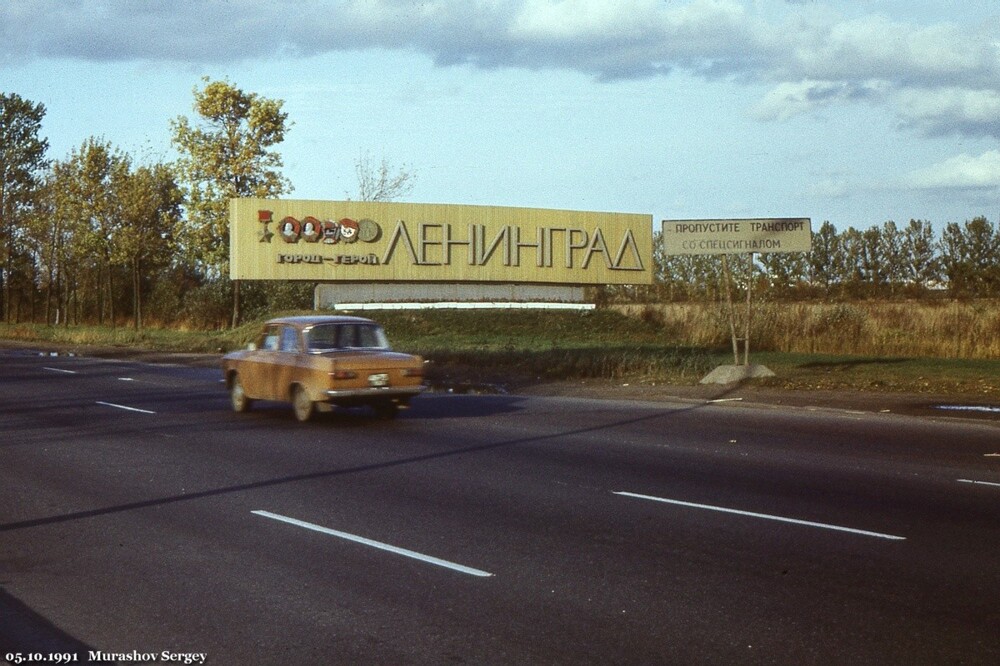 ГОРОД-ГЕРОЙ ЛЕНИНГРАД
ПРОПУСТИТЕ ТРАНСПОРТ
СО СПЕЦСИГНАЛОМ
05.10.1991 Murashov Sergey